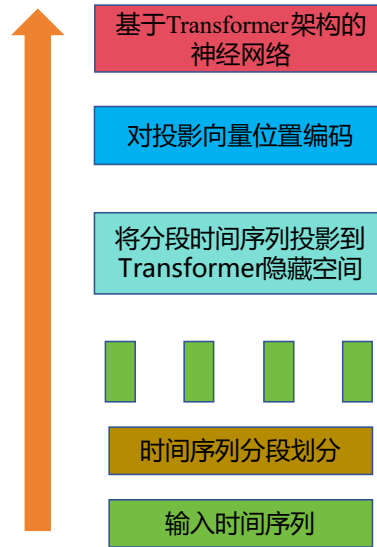 基于Transformer架构的
神经网络
对投影向量位置编码
将分段时间序列投影到
Transformer隐藏空间
时间序列分段划分
输入时间序列